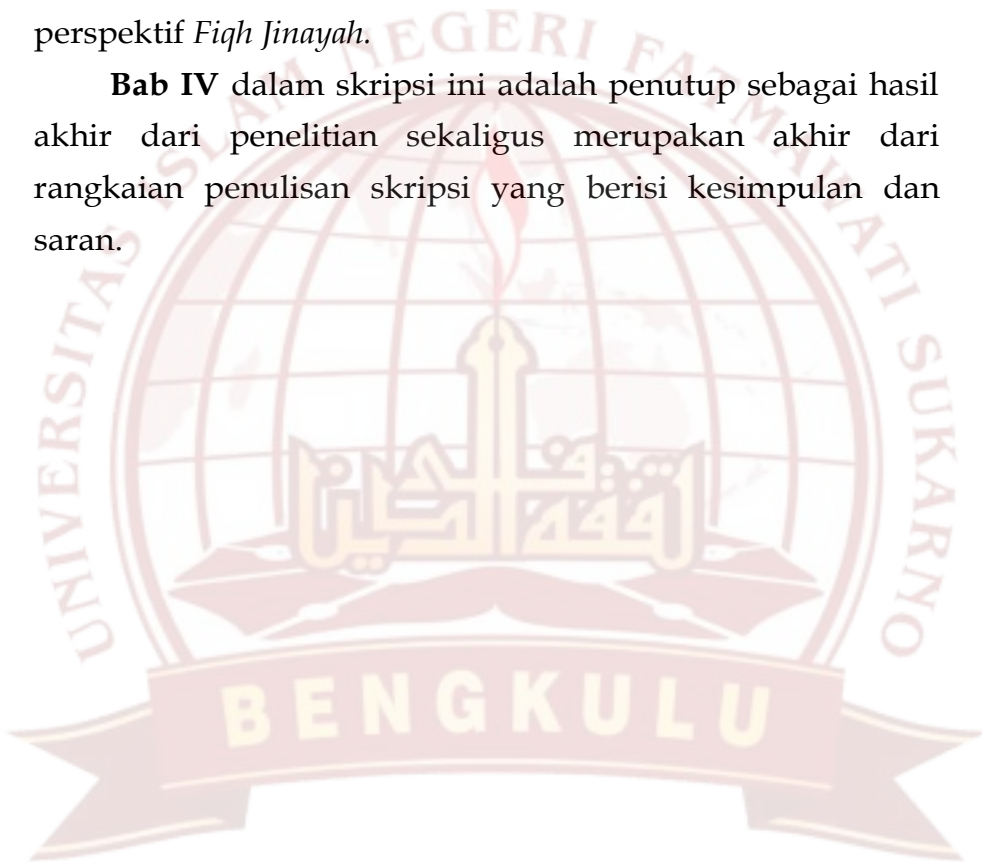 perspektif Fiqh Jinayah.
Bab IV dalam skripsi ini adalah penutup sebagai hasil
akhir dari penelitian sekaligus merupakan akhir dari
rangkaian penulisan skripsi yang berisi kesimpulan dan
saran.
UNIVERSITAS ISLAM NEGERI FATMAWATI SUKARNO
BENGKULU